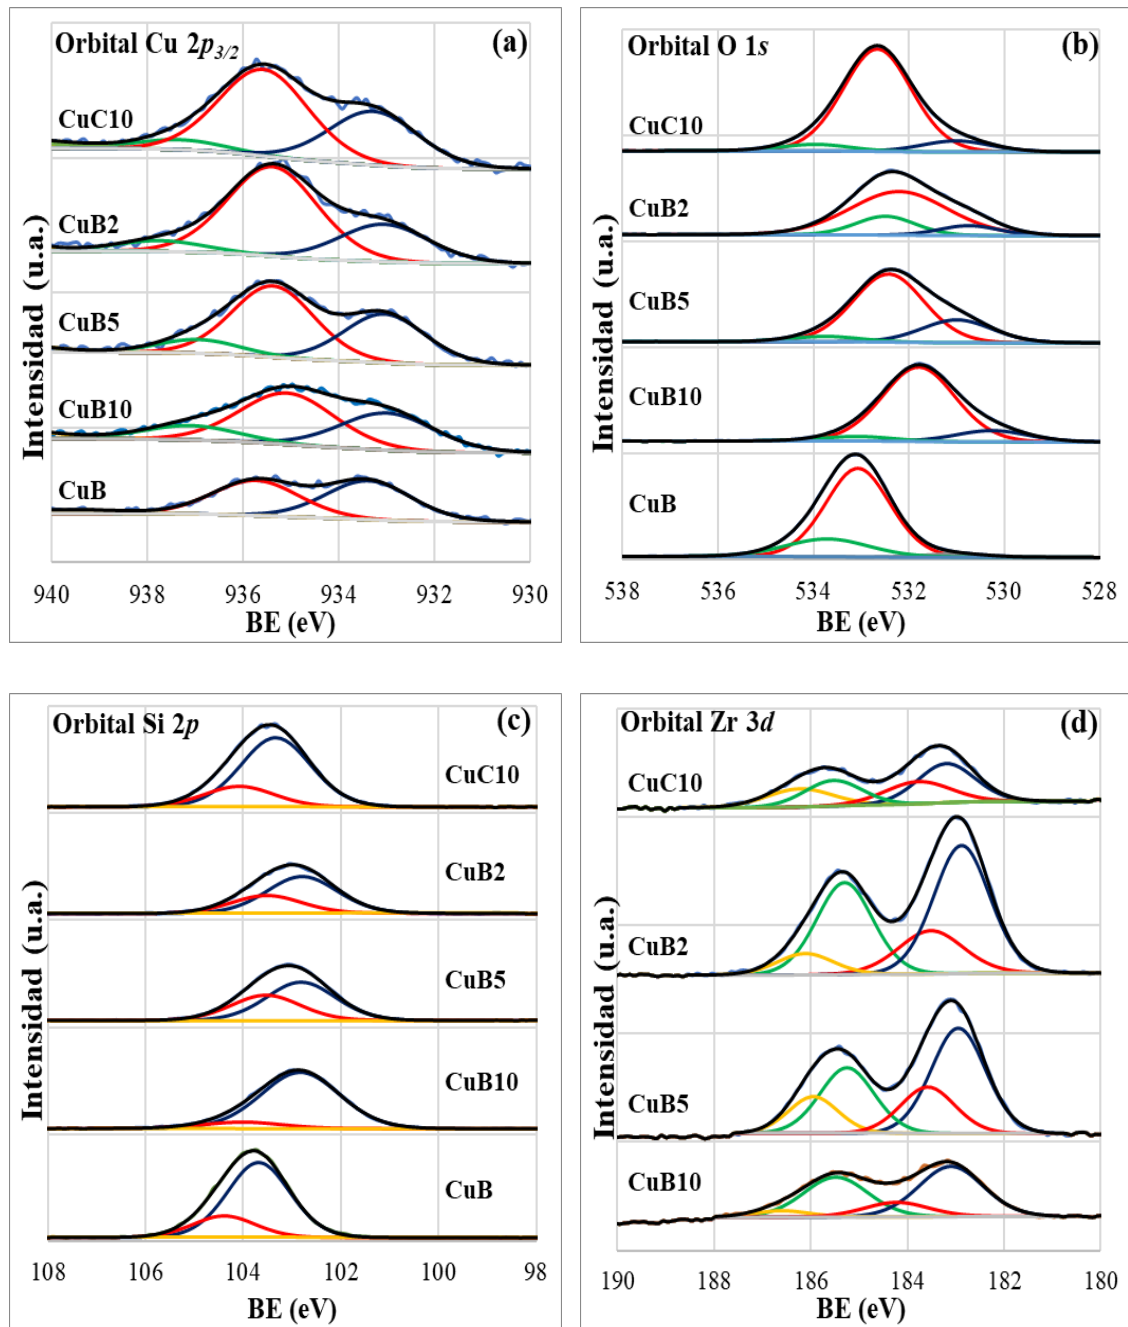 Orbital Cu 2p3/2
(a)
CuC10
CuB2
CuB5
CuB10
CuB
Intensidad (u.a.)
940 938 936 934 932 930
BE (eV)
Orbital O 1s
(b)
CuC10
CuB2
CuB5
CuB10
CuB
Intensidad (u.a.)
538 536 534 532 530 528
BE (eV)
Orbital Si 2p
(c)
CuC10
CuB2
CuB5
CuB10
CuB
Intensidad (u.a.)
108 106 104 102 100 98
BE (eV)
Orbital Zr 3d
(d)
CuC10
CuB2
CuB5
CuB10
Intensidad (u.a.)
190 188 186 184 182 180
BE (eV)